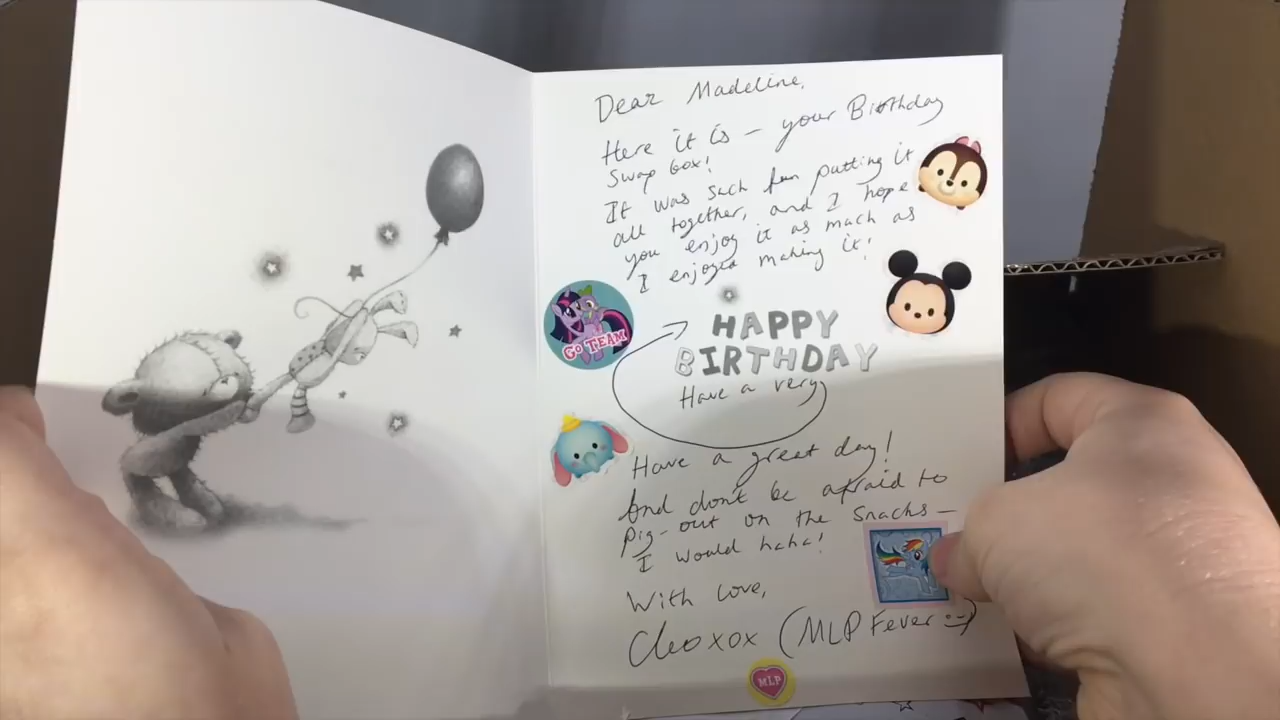 Dear Madeline,
Here it is – your Birthday
Swap box!
It was such fun putting it
all together, and I hope
you enjoy it as much as
I enjoyed making it!
GO TEAM
HAPPY
BIRTHDAY
Have a very
Have a great day!
And don't be afraid to
pig-out on the snacks –
I would haha!
With love,
Cleoxox (MLP Fever :-)
MLP